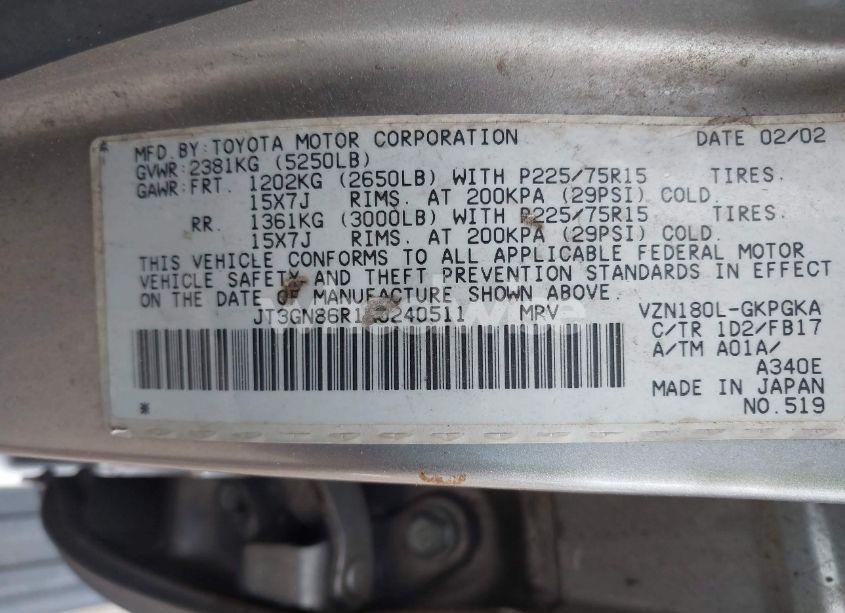 MFD. BY: TOYOTA MOTOR CORPORATION DATE 02/02
GVWR: 2381KG (5250LB)
GAWR: FRT. 1202KG (2650LB) WITH P225/75R15 TIRES.
15X7J RIMS. AT 200KPA (29PSI) COLD.
RR. 1361KG (3000LB) WITH P225/75R15 TIRES.
15X7J RIMS. AT 200KPA (29PSI) COLD.
THIS VEHICLE CONFORMS TO ALL APPLICABLE FEDERAL MOTOR
VEHICLE SAFETY AND THEFT PREVENTION STANDARDS IN EFFECT
ON THE DATE OF MANUFACTURE SHOWN ABOVE.
MRV VZN180L-GKPGKA
C/TR 1D2/FB17
A/TM A01A/
A340E
MADE IN JAPAN
NO.519